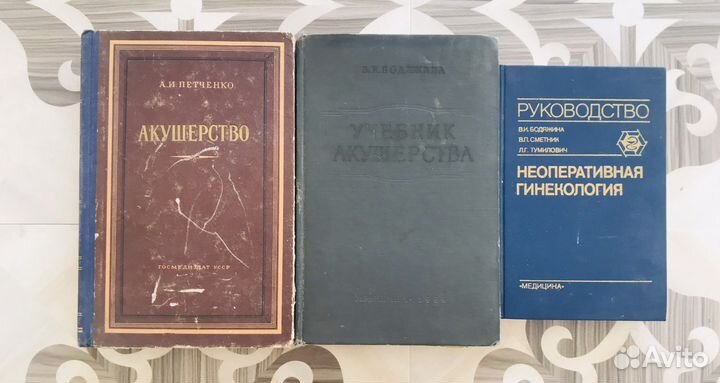 А.И.ПЕТЧЕНКО
АКУШЕРСТВО
ГОСМЕДИЗДАТ УССР
В.И.БОДЯЖИНА
УЧЕБНИК
АКУШЕРСТВА
РУКОВОДСТВО
В.И. БОДЯЖИНА
В.П. СМЕТНИК
Л.Г. ТУМИЛОВИЧ
НЕОПЕРАТИВНАЯ
ГИНЕКОЛОГИЯ
«МЕДИЦИНА»
Avito